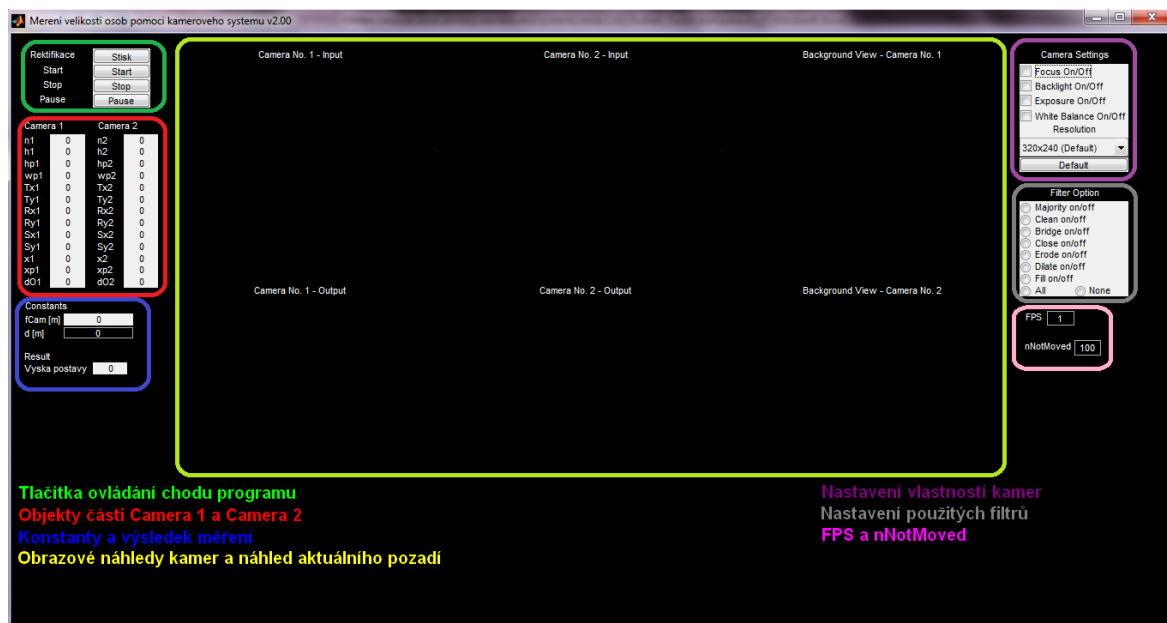 Mereni velikosti osob pomoci kameroveho systemu v2.00
Rektifikace Stisk
Start Start
Stop Stop
Pause Pause
Camera 1 Camera 2
n1 0 n2 0
h1 0 h2 0
hp1 0 hp2 0
wp1 0 wp2 0
Tx1 0 Tx2 0
Ty1 0 Ty2 0
Rx1 0 Rx2 0
Ry1 0 Ry2 0
Sx1 0 Sx2 0
Sy1 0 Sy2 0
x1 0 x2 0
xp1 0 xp2 0
dO1 0 dO2 0
Constants
fCam [m] 0
d [m] 0
Result
Vyska postavy 0
Camera No. 1 - Input Camera No. 2 - Input Background View - Camera No. 1
Camera No. 1 - Output Camera No. 2 - Output Background View - Camera No. 2
Camera Settings
Focus On/Off
Backlight On/Off
Exposure On/Off
White Balance On/Off
Resolution
320x240 (Default)
Default
Filter Option
Majority on/off
Clean on/off
Bridge on/off
Close on/off
Erode on/off
Dilate on/off
Fill on/off
All None
FPS 1
nNotMoved 100
Tlačítka ovládání chodu programu
Objekty části Camera 1 a Camera 2
Konstanty a výsledek měření
Obrazové náhledy kamer a náhled aktuálního pozadí
Nastavení vlastností kamer
Nastavení použitých filtrů
FPS a nNotMoved